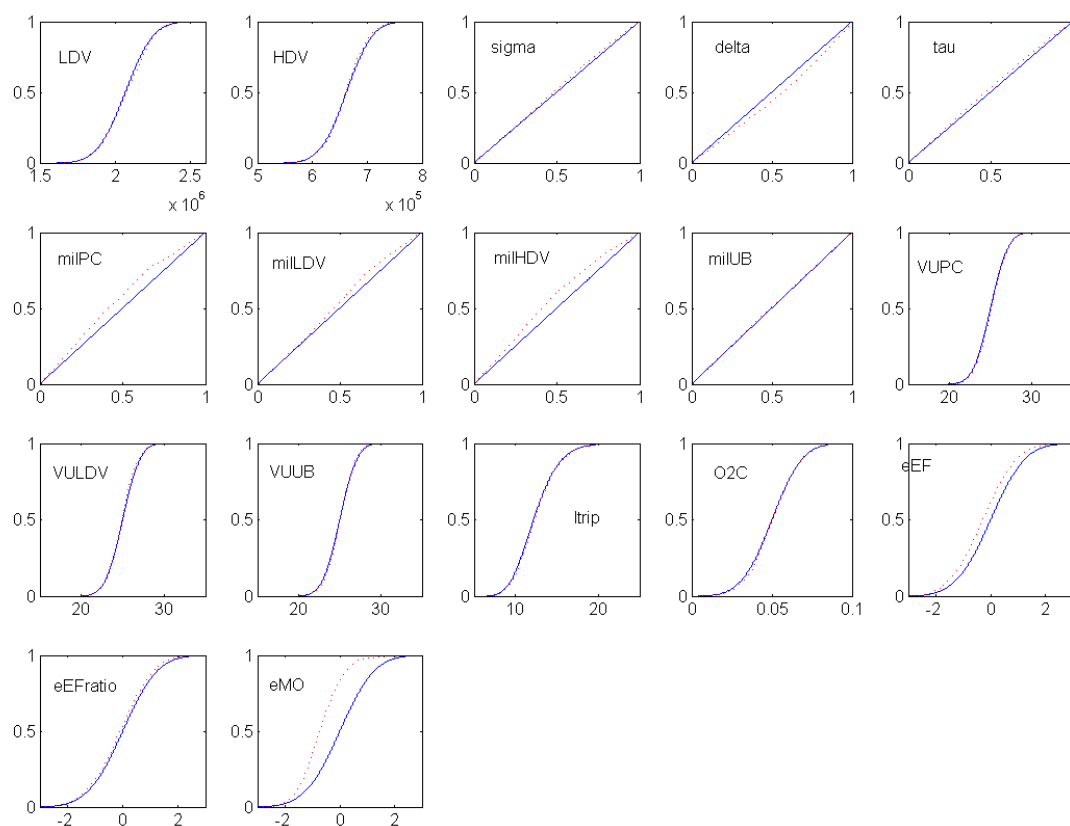 1
0.5
0
LDV
1.5 2 2.5
x 10^6
1
0.5
0
HDV
5 6 7 8
x 10^5
1
0.5
0
sigma
0 0.5 1
1
0.5
0
delta
0 0.5 1
1
0.5
0
tau
0 0.5
1
0.5
0
milPC
0 0.5 1
1
0.5
0
milLDV
0 0.5 1
1
0.5
0
milHDV
0 0.5 1
1
0.5
0
milUB
0 0.5 1
1
0.5
0
VUPC
20 30
1
0.5
0
VULDV
20 30
1
0.5
0
VUUB
20 30
1
0.5
0
ltrip
10 20
1
0.5
0
O2C
0 0.05 0.1
1
0.5
0
eEF
-2 0 2
1
0.5
0
eEFratio
-2 0 2
1
0.5
0
eMO
-2 0 2